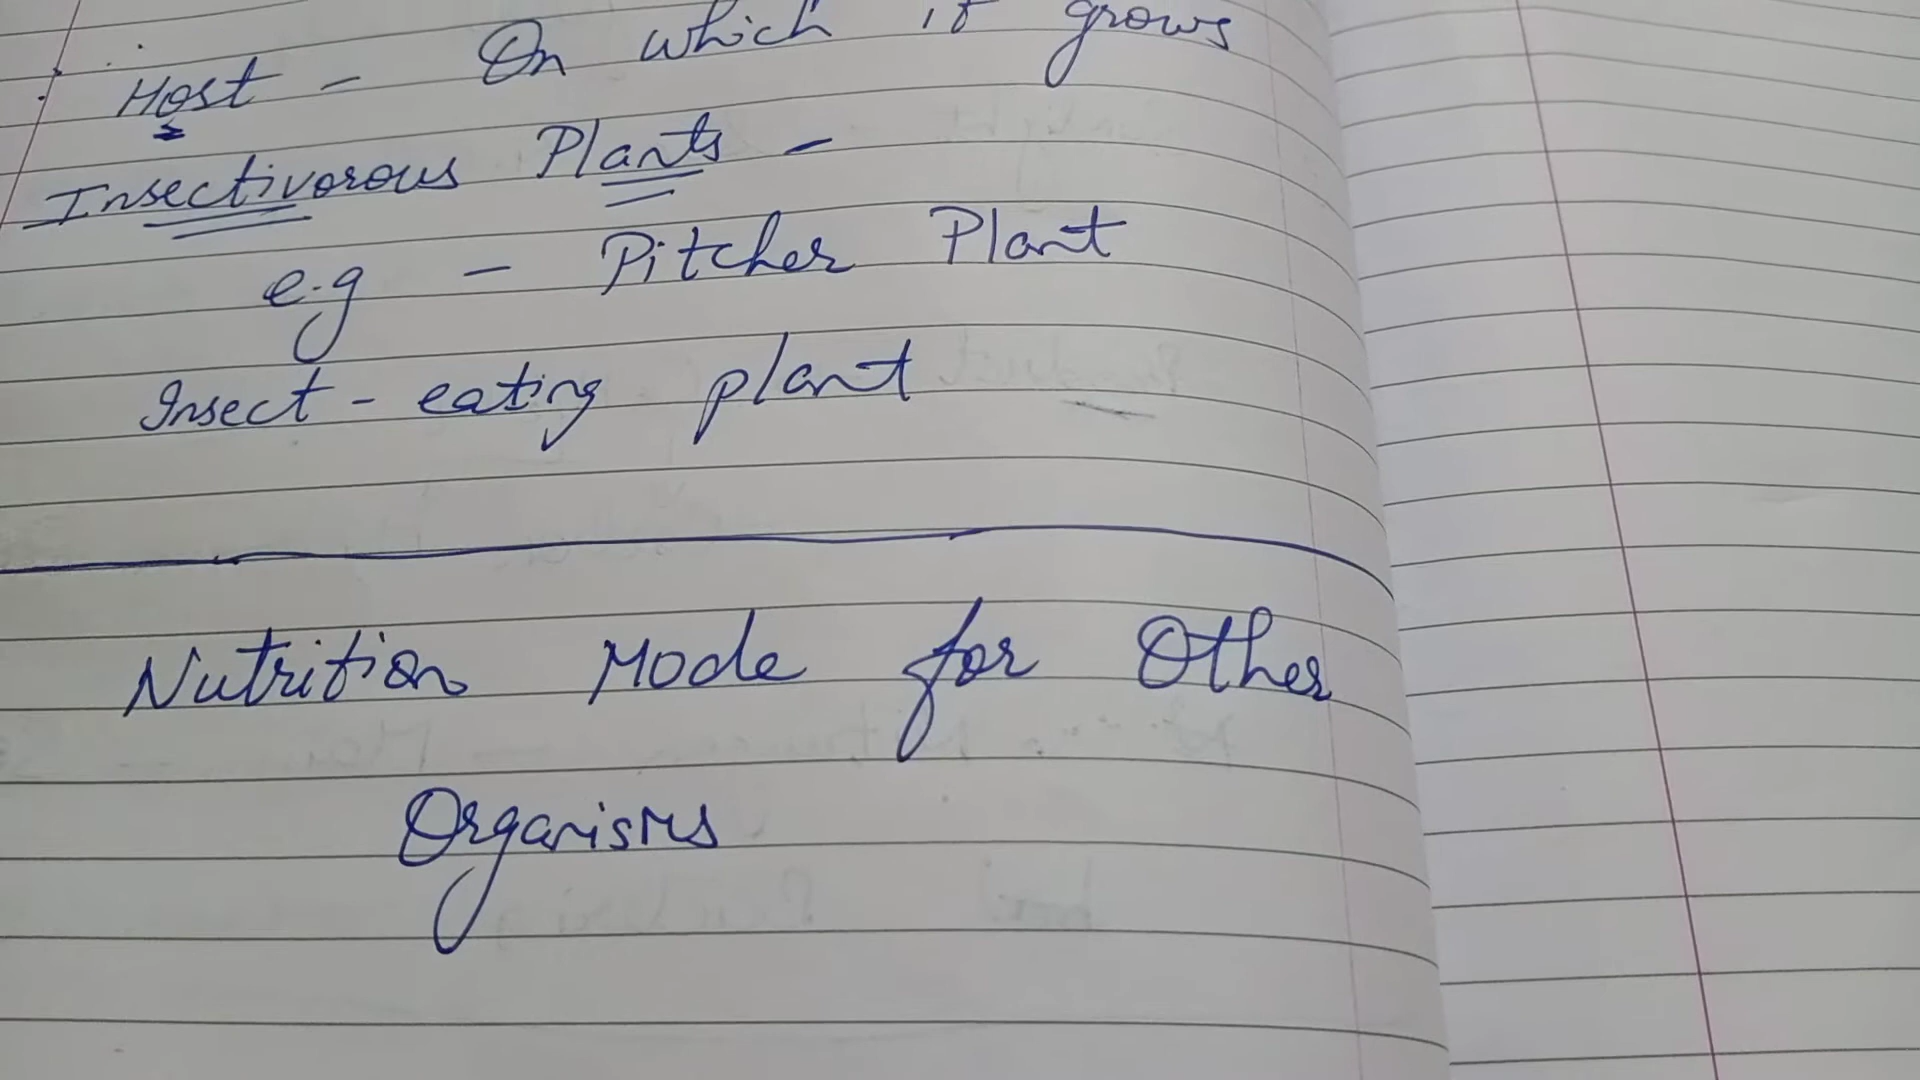 Host - On which it grows
Insectivorous Plants -
e.g - Pitcher Plant
Insect - eating plant
Nutrition Mode for Other
Organisms